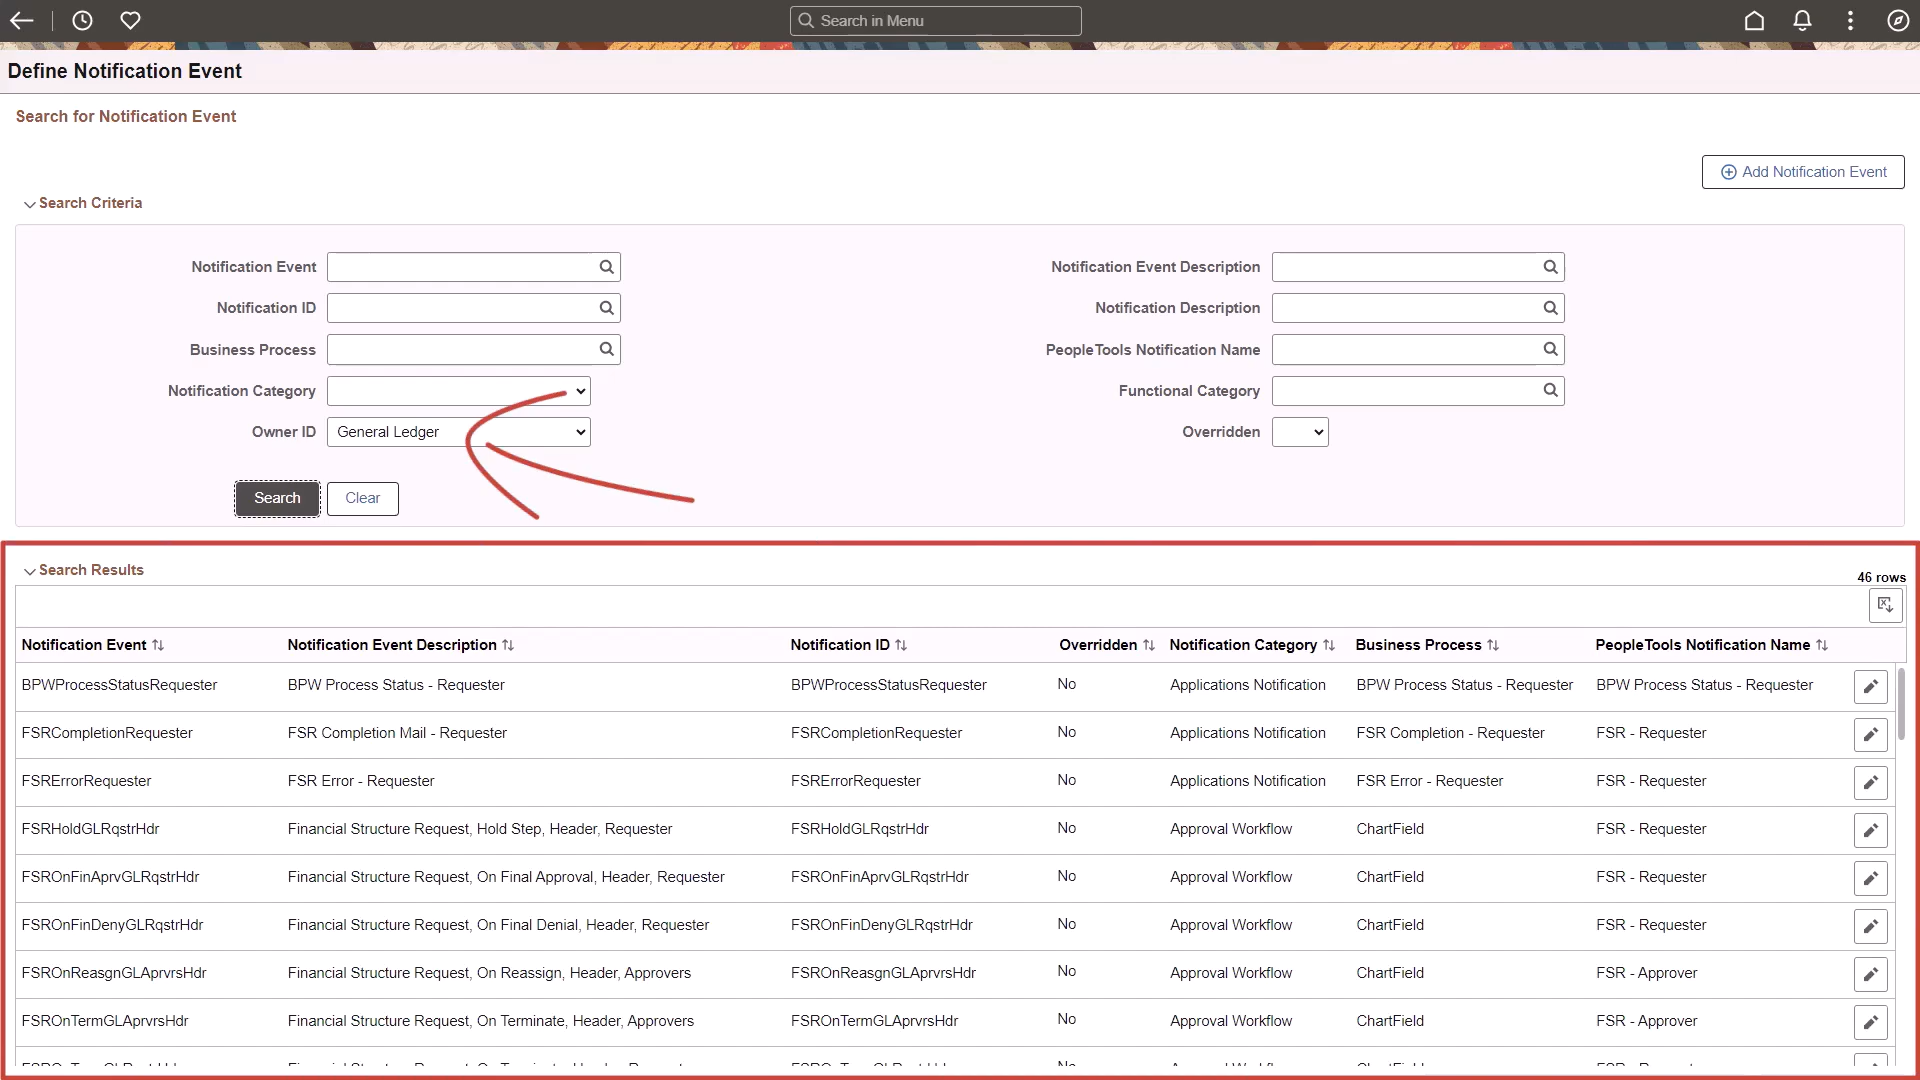 Search in Menu
Define Notification Event
Search for Notification Event
Add Notification Event
Search Criteria
Notification Event
Notification Event Description
Notification ID
Notification Description
Business Process
PeopleTools Notification Name
Notification Category
Functional Category
Owner ID General Ledger
Overridden
Search Clear
Search Results
46 rows
Notification Event Notification Event Description Notification ID Overridden Notification Category Business Process PeopleTools Notification Name
BPWProcessStatusRequester BPW Process Status - Requester BPWProcessStatusRequester No Applications Notification BPW Process Status - Requester BPW Process Status - Requester
FSRCompletionRequester FSR Completion Mail - Requester FSRCompletionRequester No Applications Notification FSR Completion - Requester FSR - Requester
FSRErrorRequester FSR Error - Requester FSRErrorRequester No Applications Notification FSR Error - Requester FSR - Requester
FSRHoldGLRqstrHdr Financial Structure Request, Hold Step, Header, Requester FSRHoldGLRqstrHdr No Approval Workflow ChartField FSR - Requester
FSROnFinAprvGLRqstrHdr Financial Structure Request, On Final Approval, Header, Requester FSROnFinAprvGLRqstrHdr No Approval Workflow ChartField FSR - Requester
FSROnFinDenyGLRqstrHdr Financial Structure Request, On Final Denial, Header, Requester FSROnFinDenyGLRqstrHdr No Approval Workflow ChartField FSR - Requester
FSROnReasgnGLAprvrsHdr Financial Structure Request, On Reassign, Header, Approvers FSROnReasgnGLAprvrsHdr No Approval Workflow ChartField FSR - Approver
FSROnTermGLAprvrsHdr Financial Structure Request, On Terminate, Header, Approvers FSROnTermGLAprvrsHdr No Approval Workflow ChartField FSR - Approver